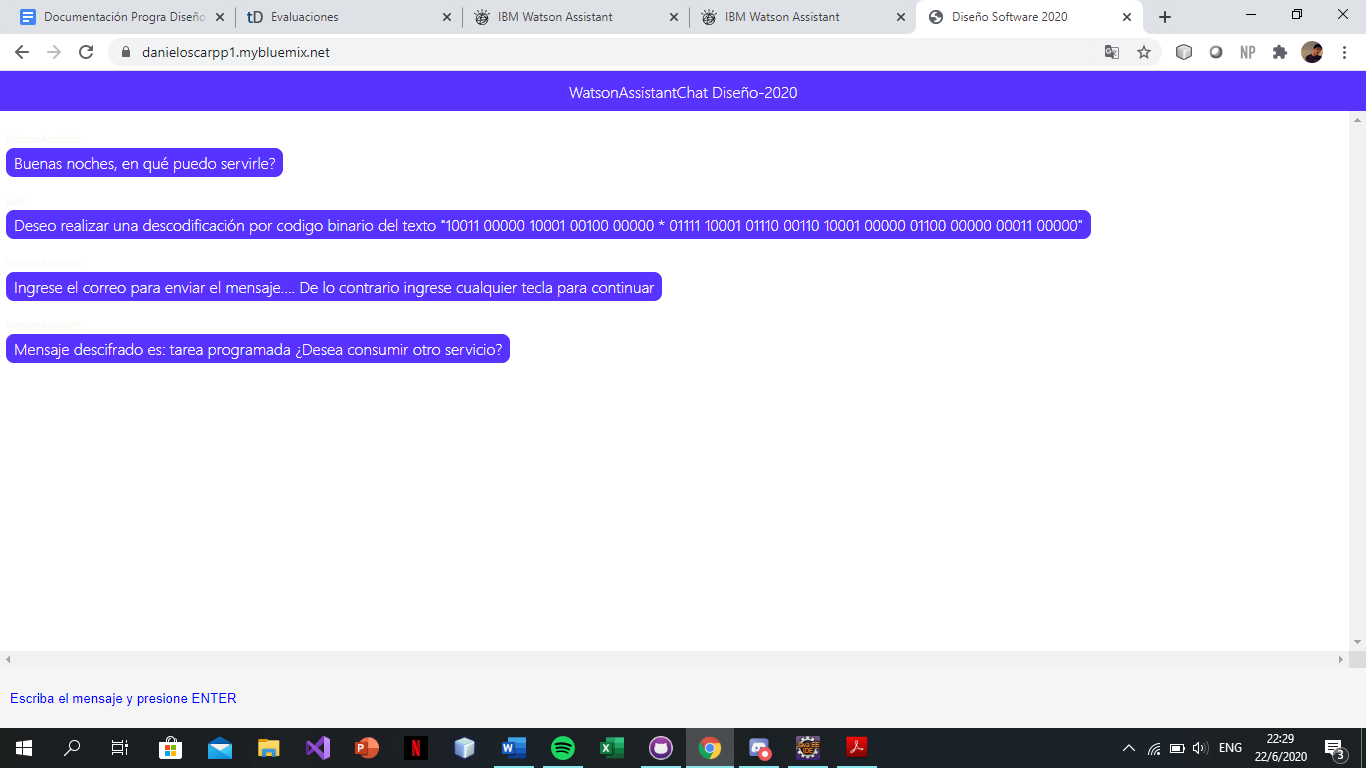 Documentación Progra Diseño
Evaluaciones
IBM Watson Assistant
IBM Watson Assistant
Diseño Software 2020
danieloscarpp1.mybluemix.net
NP
WatsonAssistantChat Diseño-2020
WatsonAssistant
Buenas noches, en qué puedo servirle?
user
Deseo realizar una descodificación por codigo binario del texto "10011 00000 10001 00100 00000 * 01111 10001 01110 00110 10001 00000 01100 00000 00011 00000"
WatsonAssistant
Ingrese el correo para enviar el mensaje.... De lo contrario ingrese cualquier tecla para continuar
WatsonAssistant
Mensaje descifrado es: tarea programada ¿Desea consumir otro servicio?
Escriba el mensaje y presione ENTER
ENG
22:29
22/6/2020
3